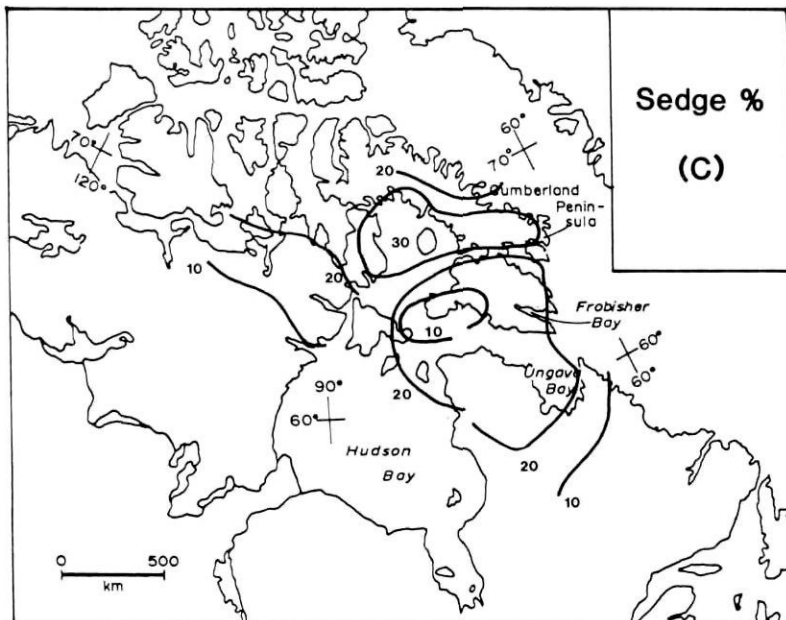 Sedge %
(C)
60°
70°
70°
120°
20
Cumberland
Penin-
sula
30
20
10
10
Frobisher
Bay
60°
60°
Ungava
Bay
90°
60°
20
Hudson
Bay
20
10
0 500
km